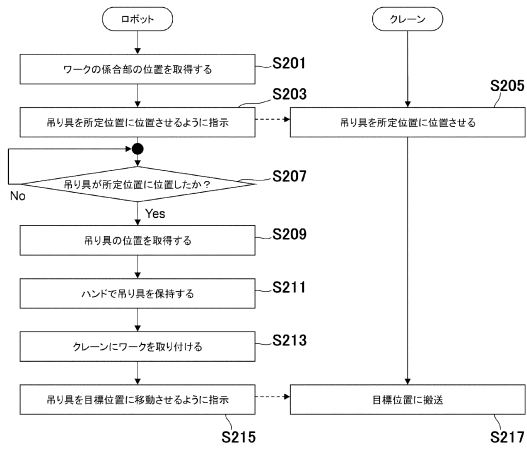 ロボット
クレーン
ワークの係合部の位置を取得する
S201
吊り具を所定位置に位置させるように指示
S203
吊り具を所定位置に位置させる
S205
吊り具が所定位置に位置したか？
S207
No
Yes
吊り具の位置を取得する
S209
ハンドで吊り具を保持する
S211
クレーンにワークを取り付ける
S213
吊り具を目標位置に移動させるように指示
S215
目標位置に搬送
S217